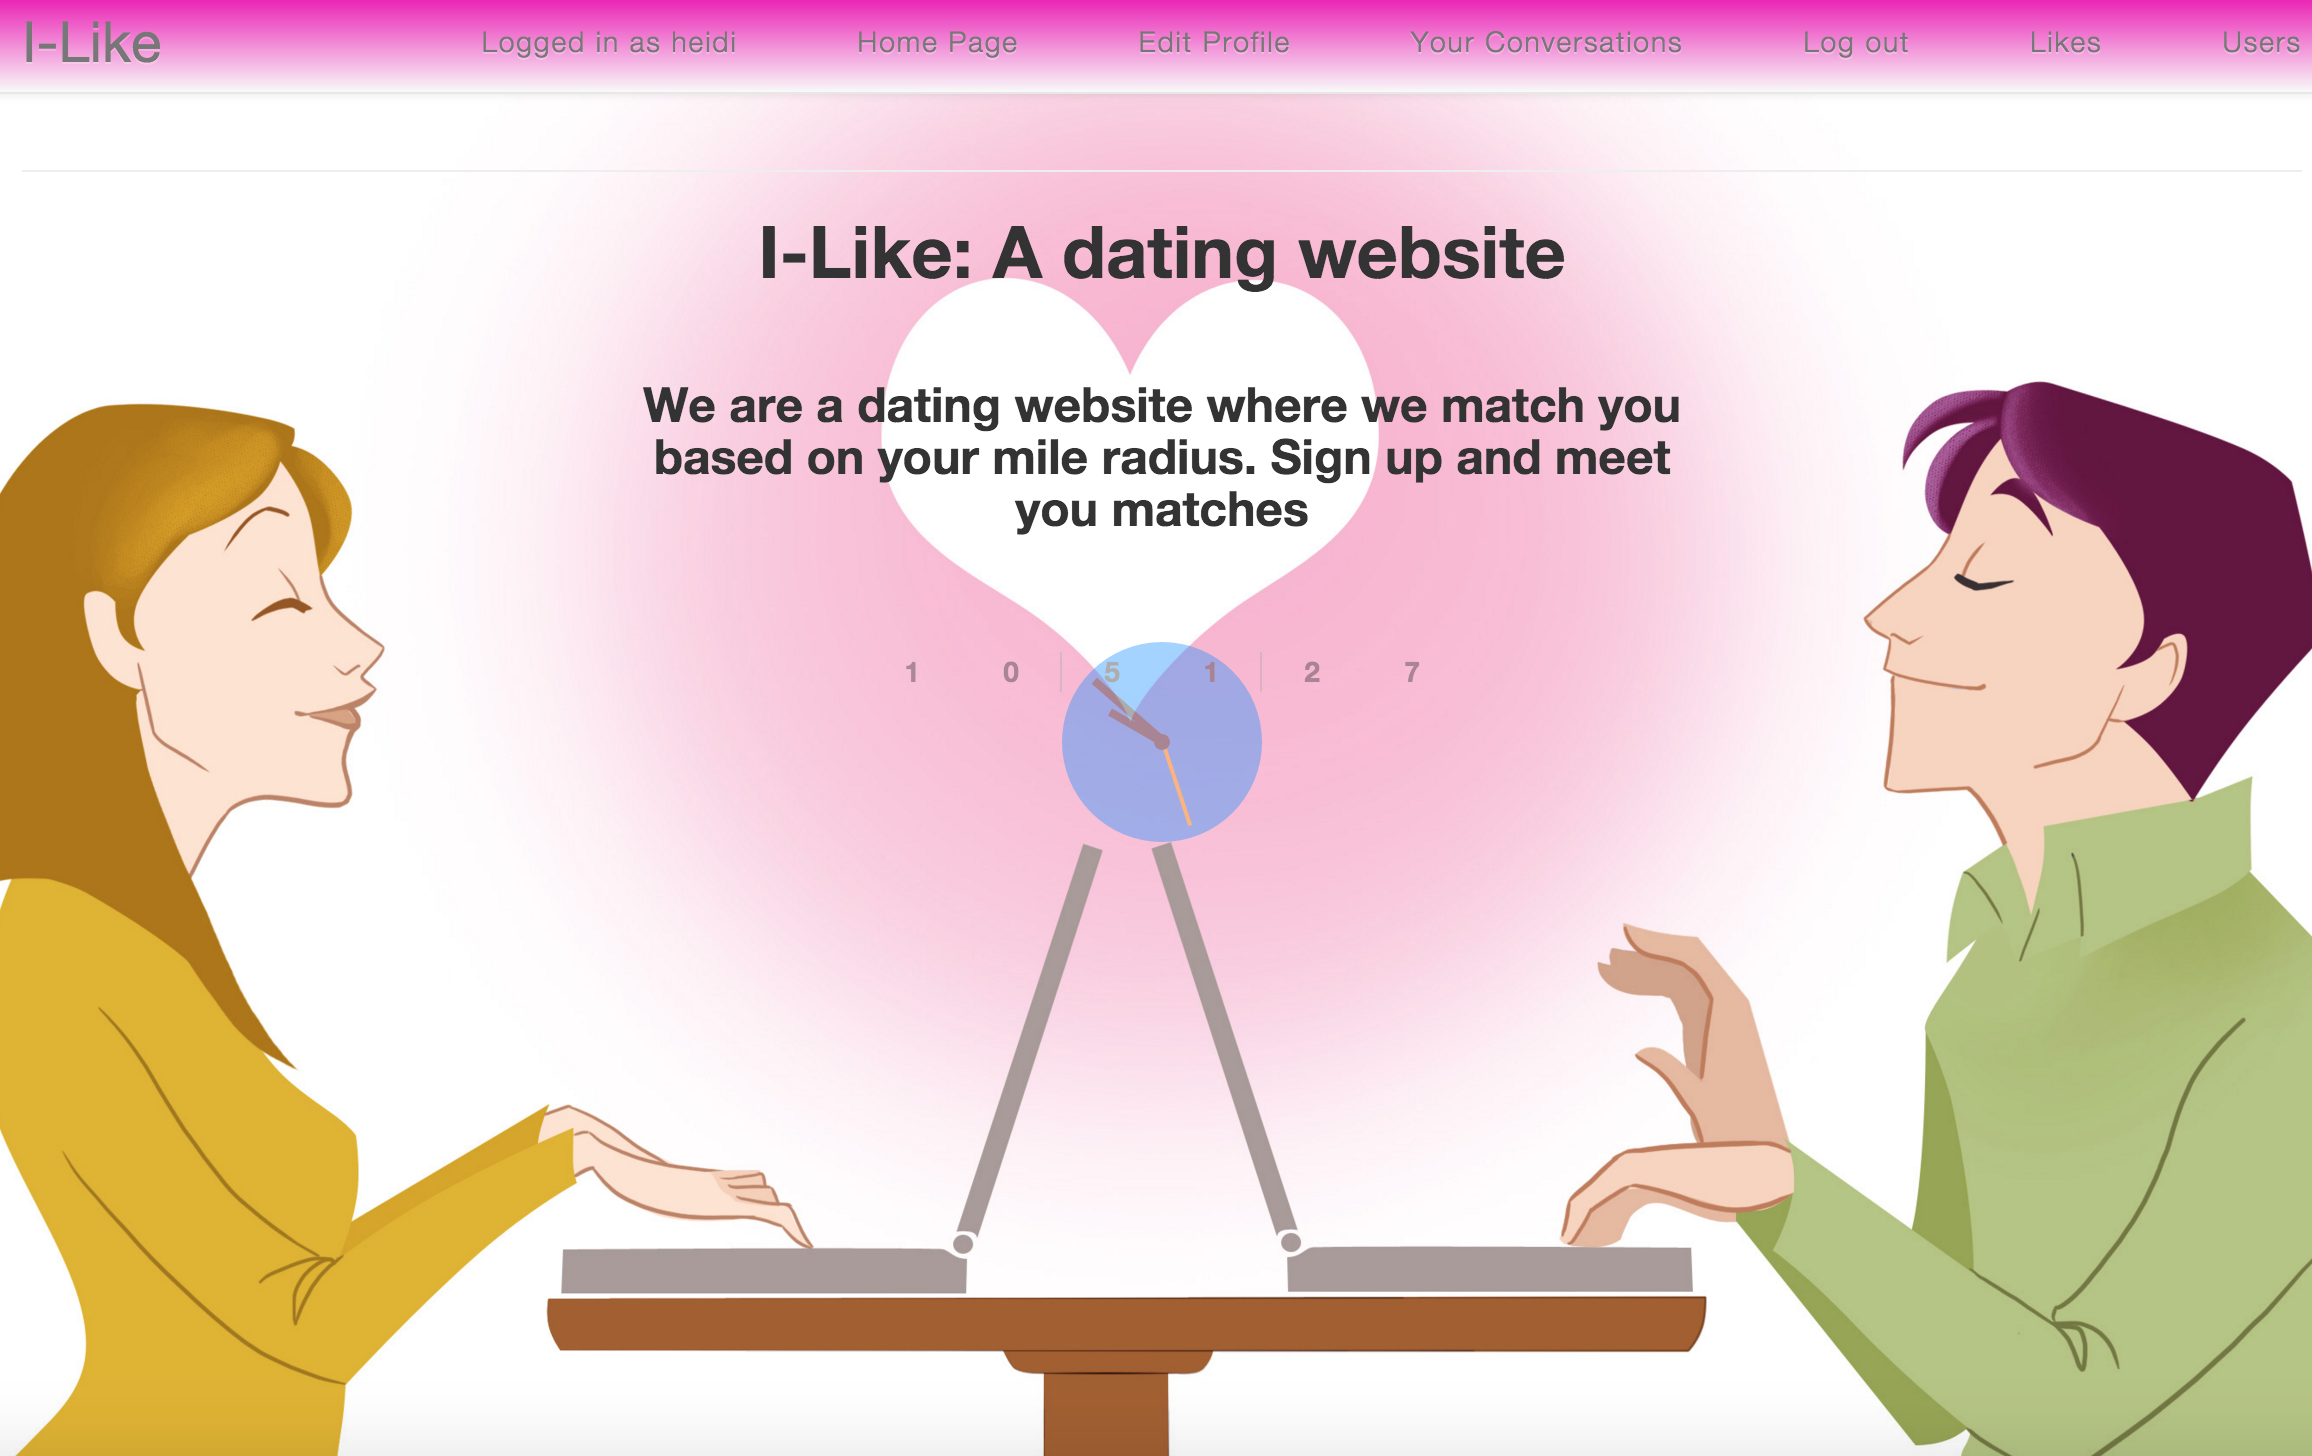 I-Like Logged in as heidi Home Page Edit Profile Your Conversations Log out Likes Users
I-Like: A dating website
We are a dating website where we match you
based on your mile radius. Sign up and meet
you matches
1 0 5 1 2 7